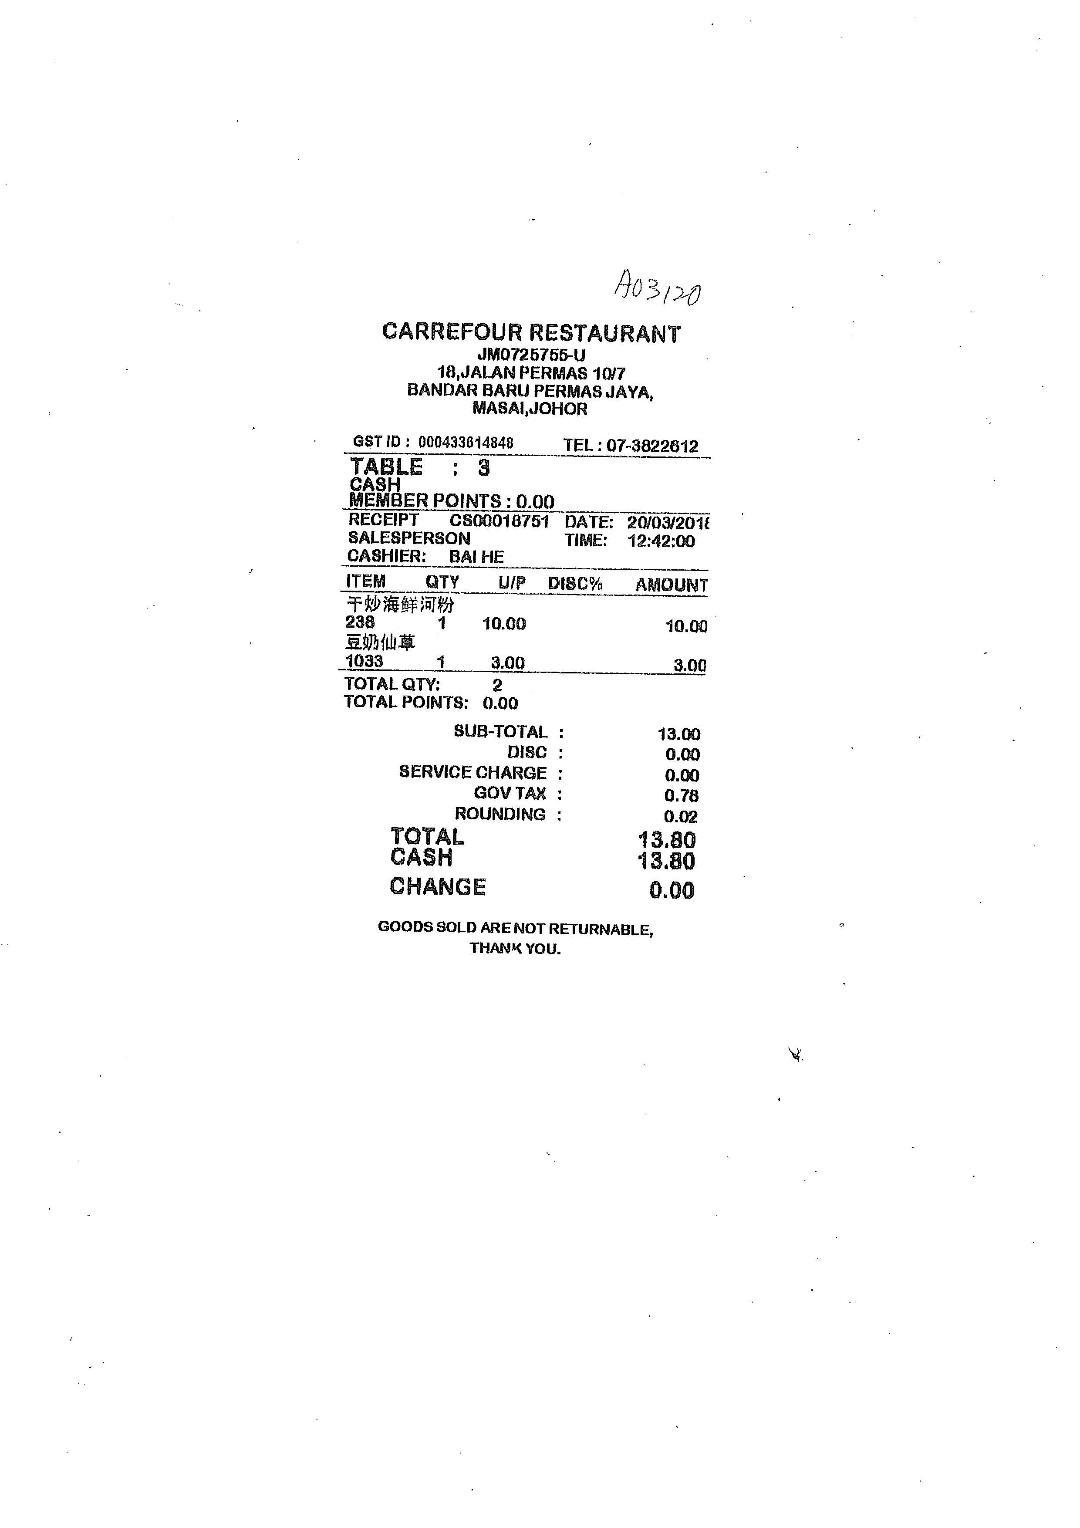 A03120
CARREFOUR RESTAURANT
JM0725755-U
18,JALAN PERMAS 10/7
BANDAR BARU PERMAS JAYA,
MASAI,JOHOR
GST ID : 000433614848 TEL : 07-3822612
TABLE : 3
CASH
MEMBER POINTS : 0.00
RECEIPT CS00018751 DATE: 20/03/2018
SALESPERSON TIME: 12:42:00
CASHIER: BAI HE
ITEM QTY U/P DISC% AMOUNT
干炒海鲜河粉
238 1 10.00 10.00
豆奶仙草
1033 1 3.00 3.00
TOTAL QTY: 2
TOTAL POINTS: 0.00
SUB-TOTAL : 13.00
DISC : 0.00
SERVICE CHARGE : 0.00
GOV TAX : 0.78
ROUNDING : 0.02
TOTAL 13.80
CASH 13.80
CHANGE 0.00
GOODS SOLD ARE NOT RETURNABLE,
THANK YOU.